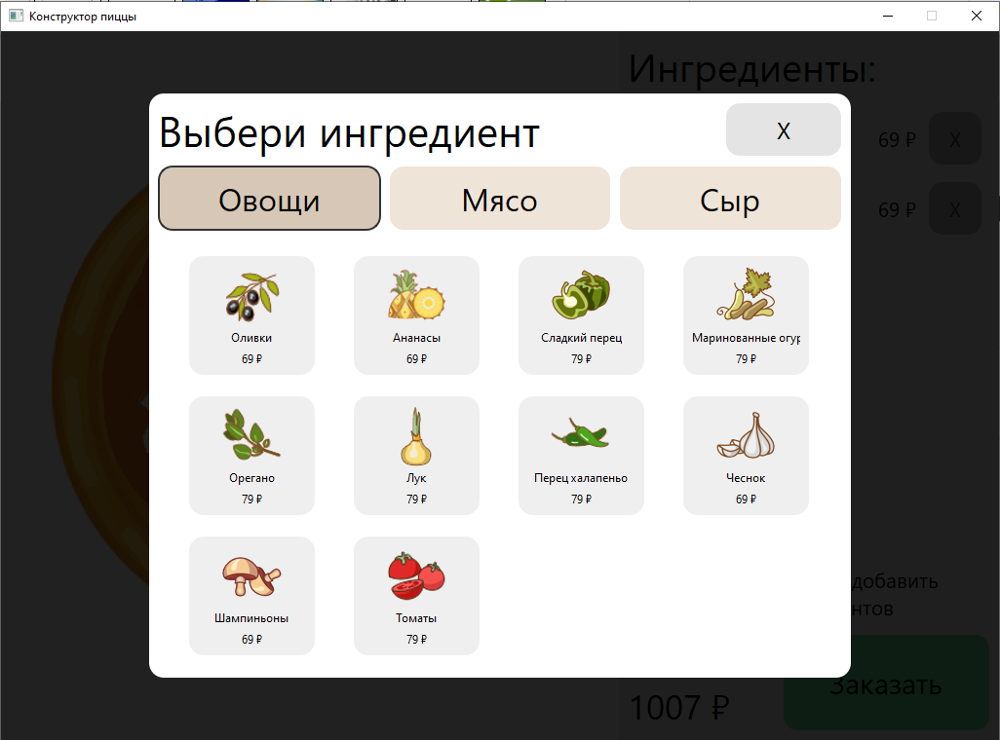 Конструктор пиццы
Ингредиенты:
69 ₽ X
69 ₽ X
Выбери ингредиент X
Овощи Мясо Сыр
Оливки Ананасы Сладкий перец Маринованные
69 ₽ 69 ₽ 79 ₽ 79 ₽
Орегано Лук Перец халапеньо Чеснок
79 ₽ 79 ₽ 79 ₽ 69 ₽
Шампиньоны Томаты
69 ₽ 79 ₽
добавить
нтов
1007 ₽ Заказать